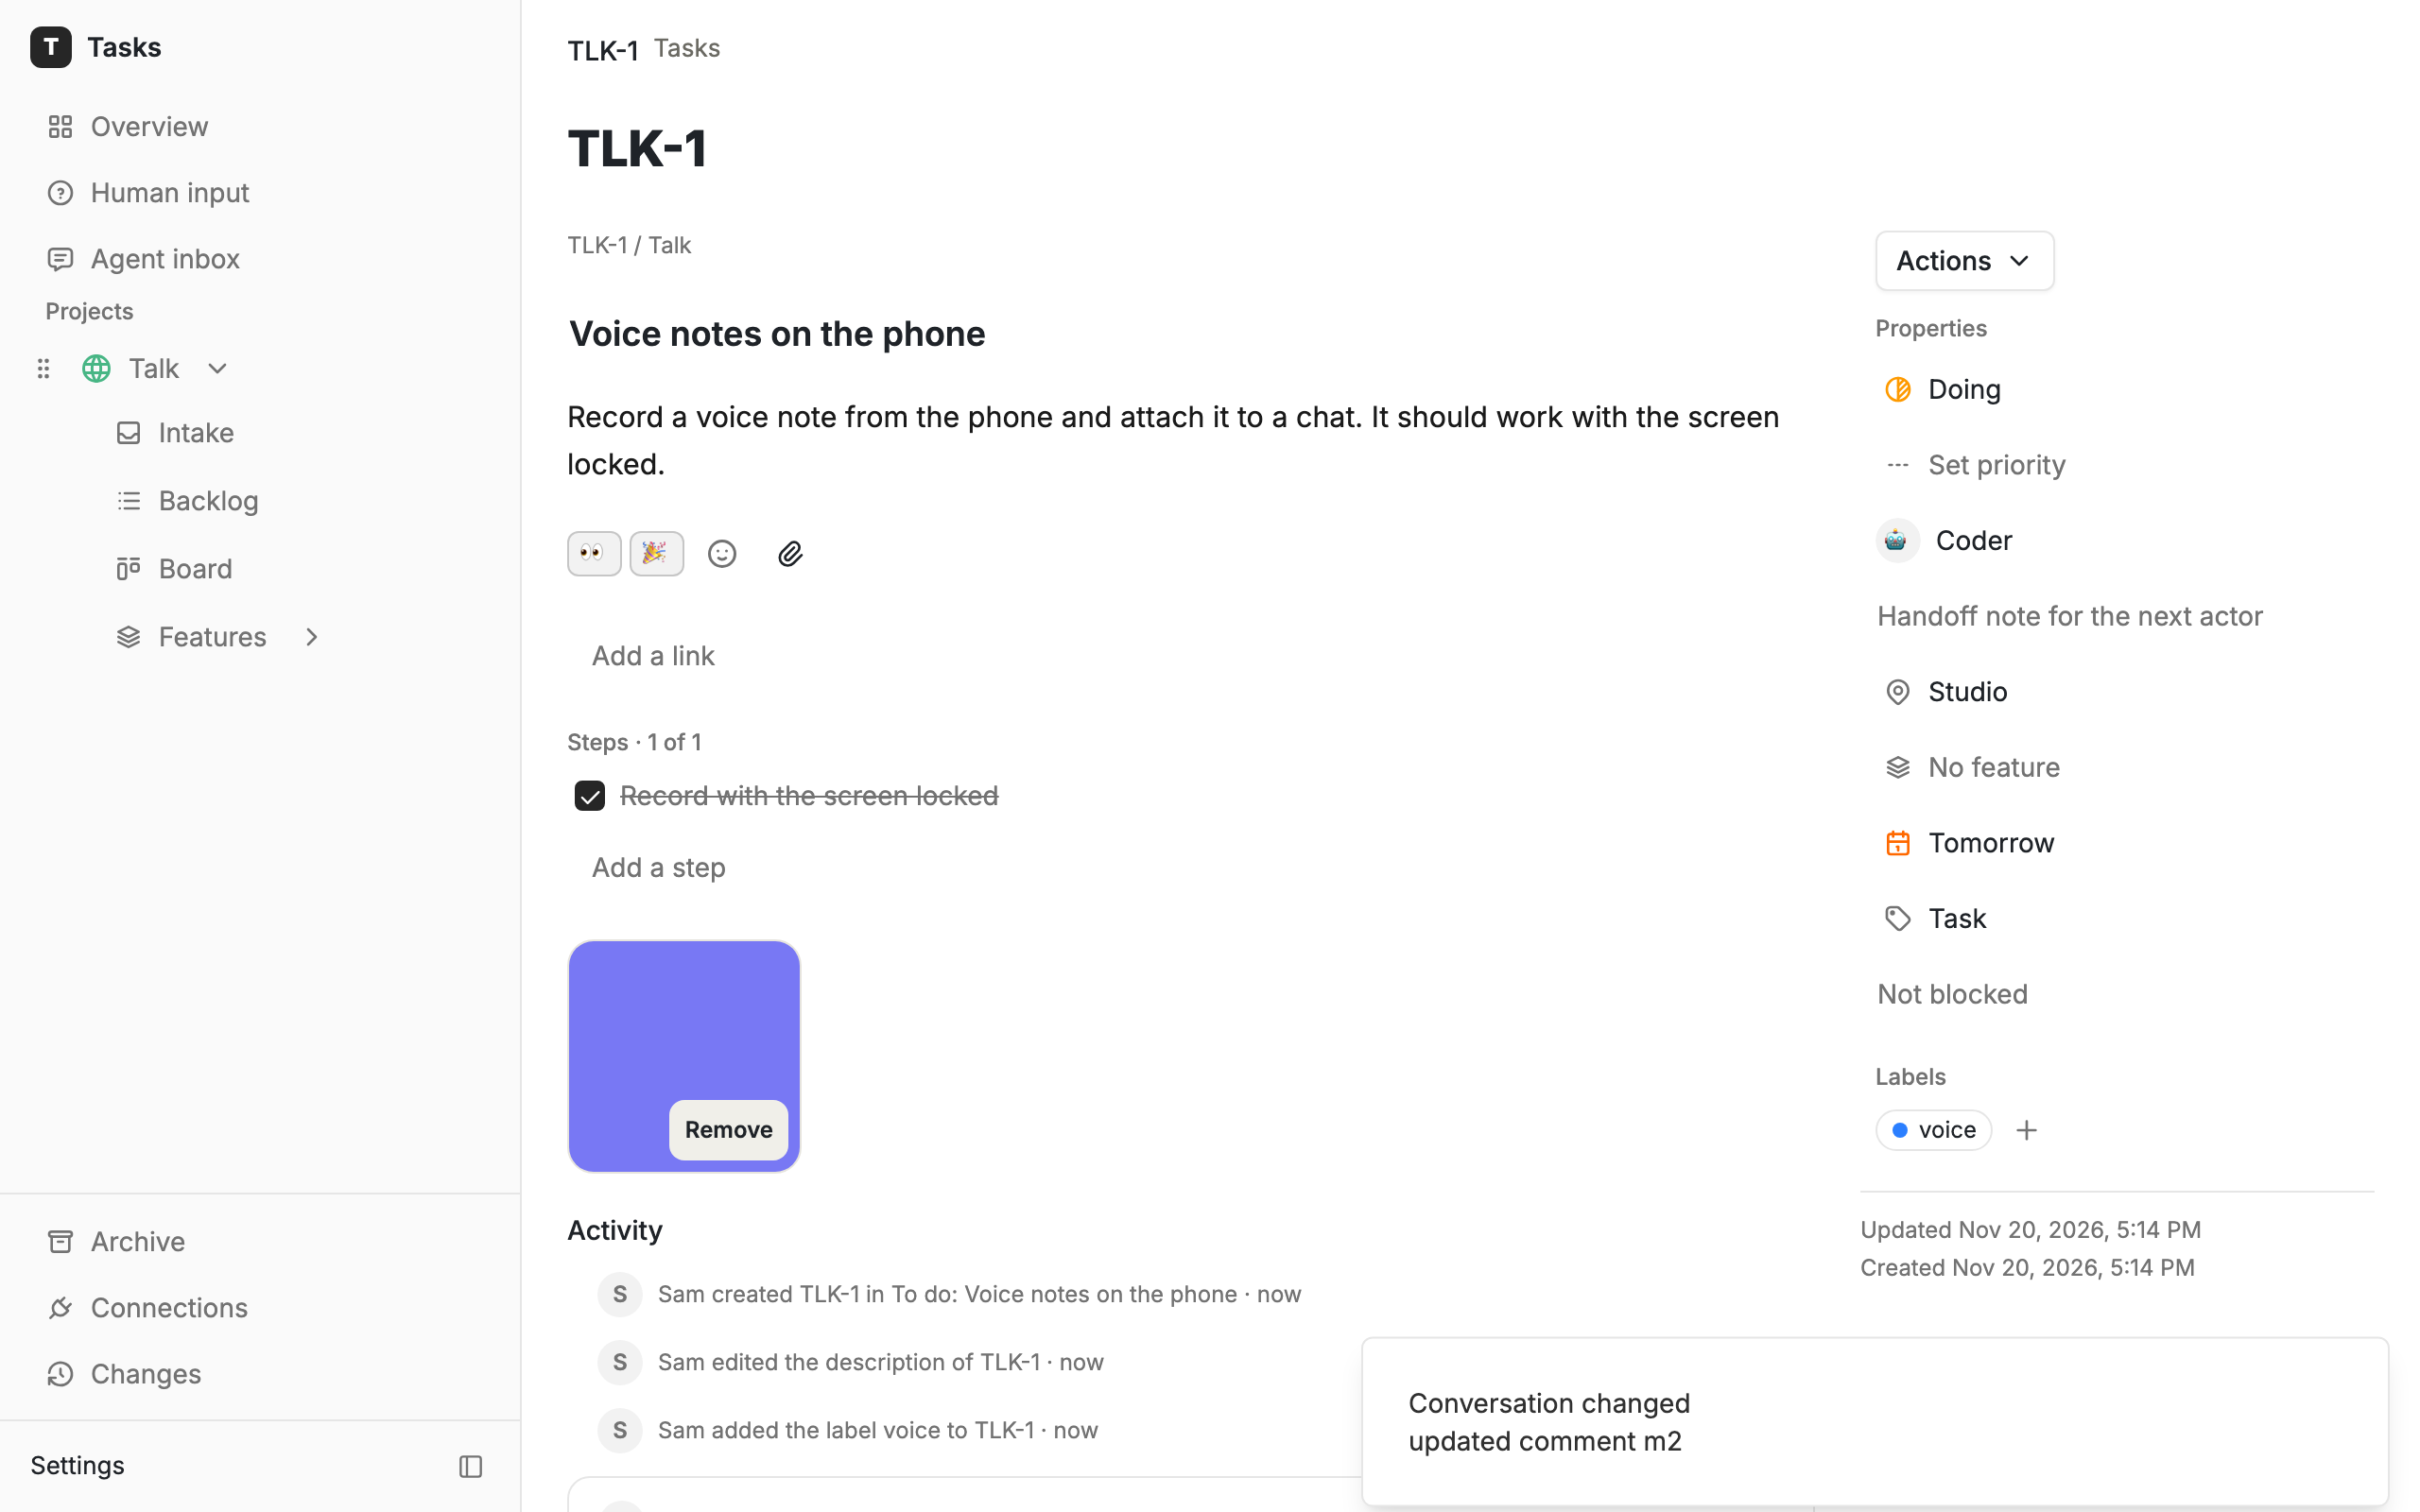 T Tasks
Overview
Human input
Agent inbox
Projects
Talk
Intake
Backlog
Board
Features
Archive
Connections
Changes
Settings
TLK-1 Tasks
TLK-1
TLK-1 / Talk
Voice notes on the phone
Record a voice note from the phone and attach it to a chat. It should work with the screen
locked.
Add a link
Steps · 1 of 1
Record with the screen locked
Add a step
Remove
Activity
S Sam created TLK-1 in To do: Voice notes on the phone · now
S Sam edited the description of TLK-1 · now
S Sam added the label voice to TLK-1 · now
Actions
Properties
Doing
Set priority
Coder
Handoff note for the next actor
Studio
No feature
Tomorrow
Task
Not blocked
Labels
voice
Updated Nov 20, 2026, 5:14 PM
Created Nov 20, 2026, 5:14 PM
Conversation changed
updated comment m2